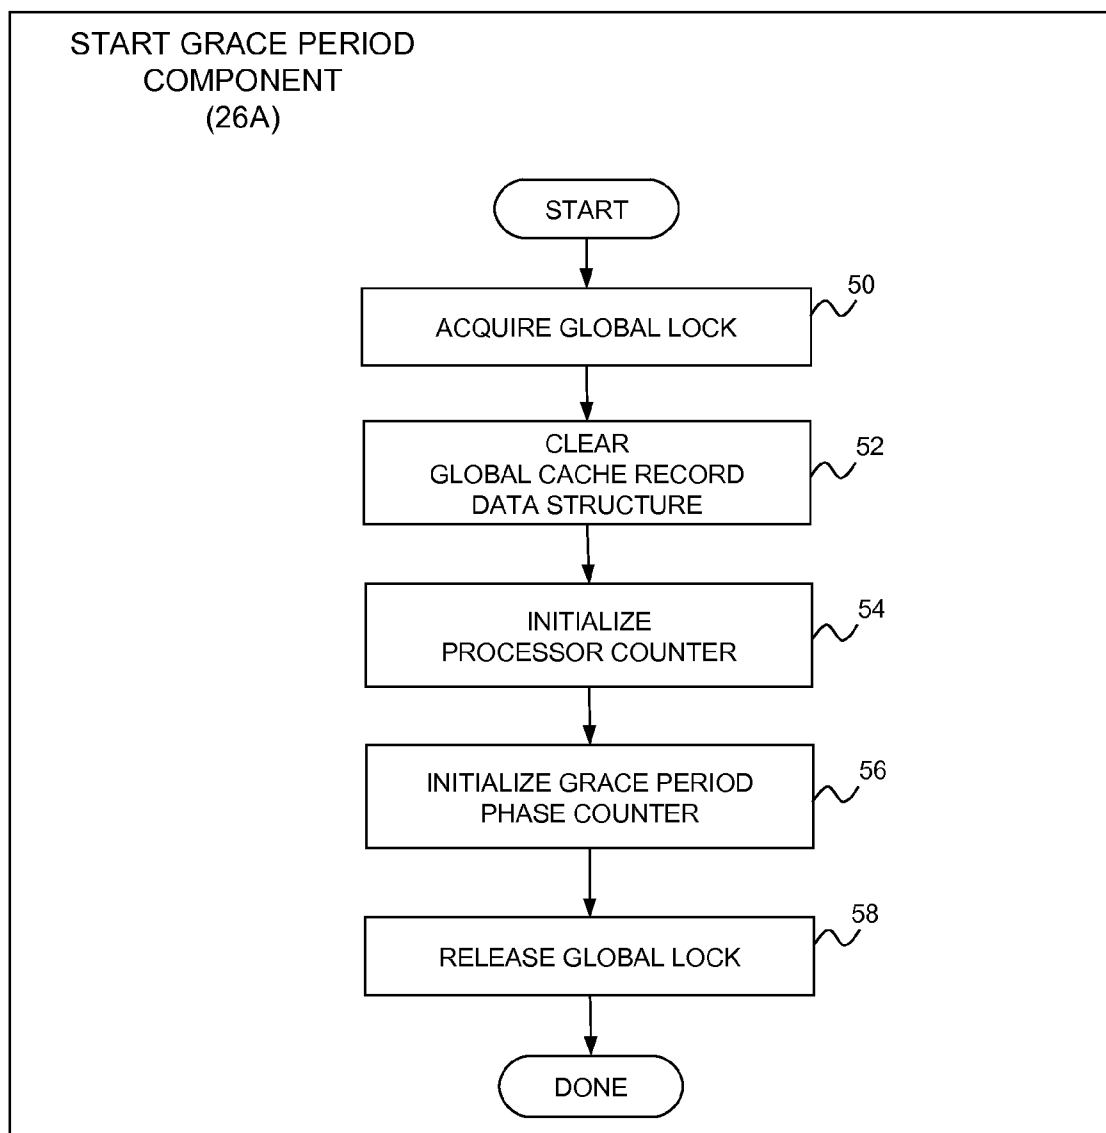 START GRACE PERIOD
COMPONENT
(26A)
START
50
ACQUIRE GLOBAL LOCK
52
CLEAR
GLOBAL CACHE RECORD
DATA STRUCTURE
54
INITIALIZE
PROCESSOR COUNTER
56
INITIALIZE GRACE PERIOD
PHASE COUNTER
58
RELEASE GLOBAL LOCK
DONE